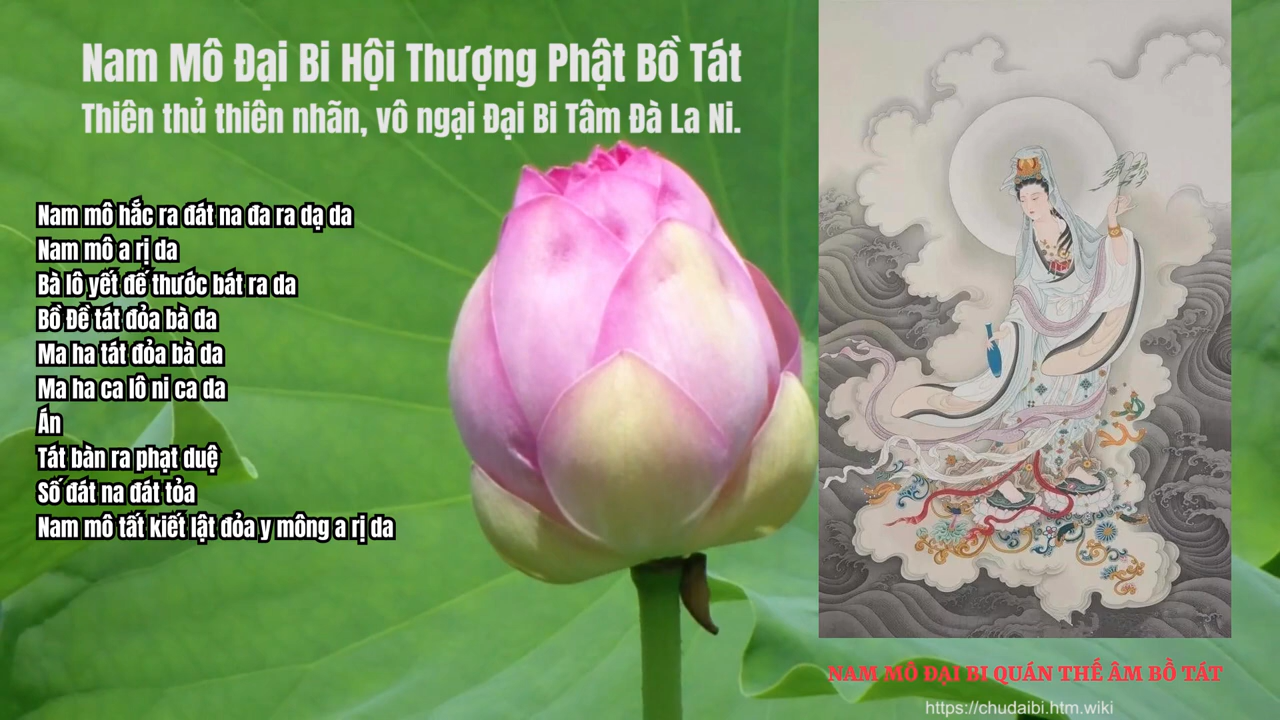 Nam Mô Đại Bi Hội Thượng Phật Bồ Tát
Thiên thủ thiên nhãn, vô ngại Đại Bi Tâm Đà La Ni.
Nam mô hắc ra đát na đa ra dạ da
Nam mô a rị da
Bà lô yết đế thước bát ra da
Bồ Đề tát đỏa bà da
Ma ha tát đỏa bà da
Ma ha ca lô ni ca da
Án
Tát bàn ra phạt duệ
Số đát na đát tỏa
Nam mô tất kiết lật đỏa y mông a rị da
NAM MÔ ĐẠI BI QUÁN THẾ ÂM BỒ TÁT
https://chudaibi.htm.wiki